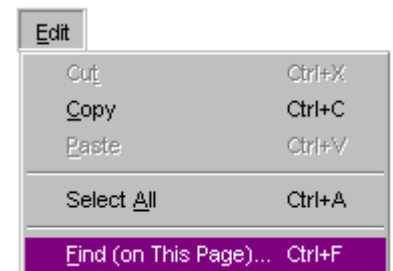 Edit
Cut Ctrl+X
Copy Ctrl+C
Paste Ctrl+V
Select All Ctrl+A
Find (on This Page)... Ctrl+F